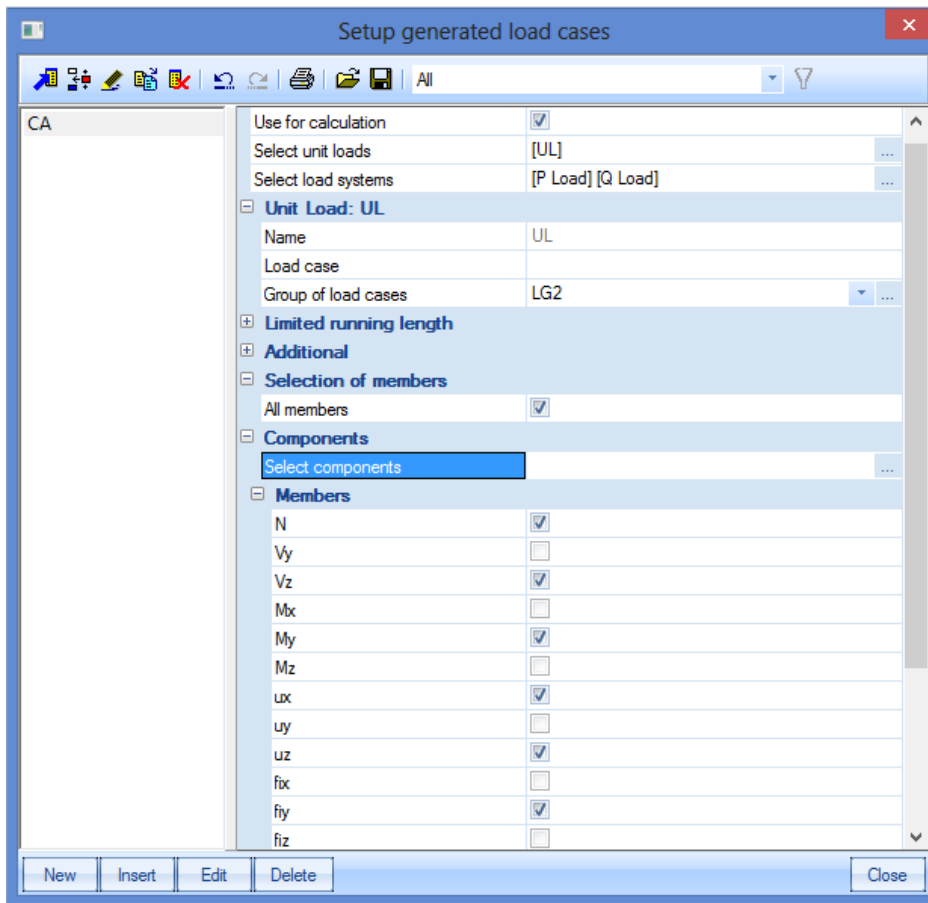 Setup generated load cases
All
CA
Use for calculation
Select unit loads [UL] ...
Select load systems [P Load] [Q Load] ...
Unit Load: UL
Name UL
Load case
Group of load cases LG2 ...
Limited running length
Additional
Selection of members
All members
Components
Select components ...
Members
N
Vy
Vz
Mx
My
Mz
ux
uy
uz
fix
fiy
fiz
New Insert Edit Delete Close